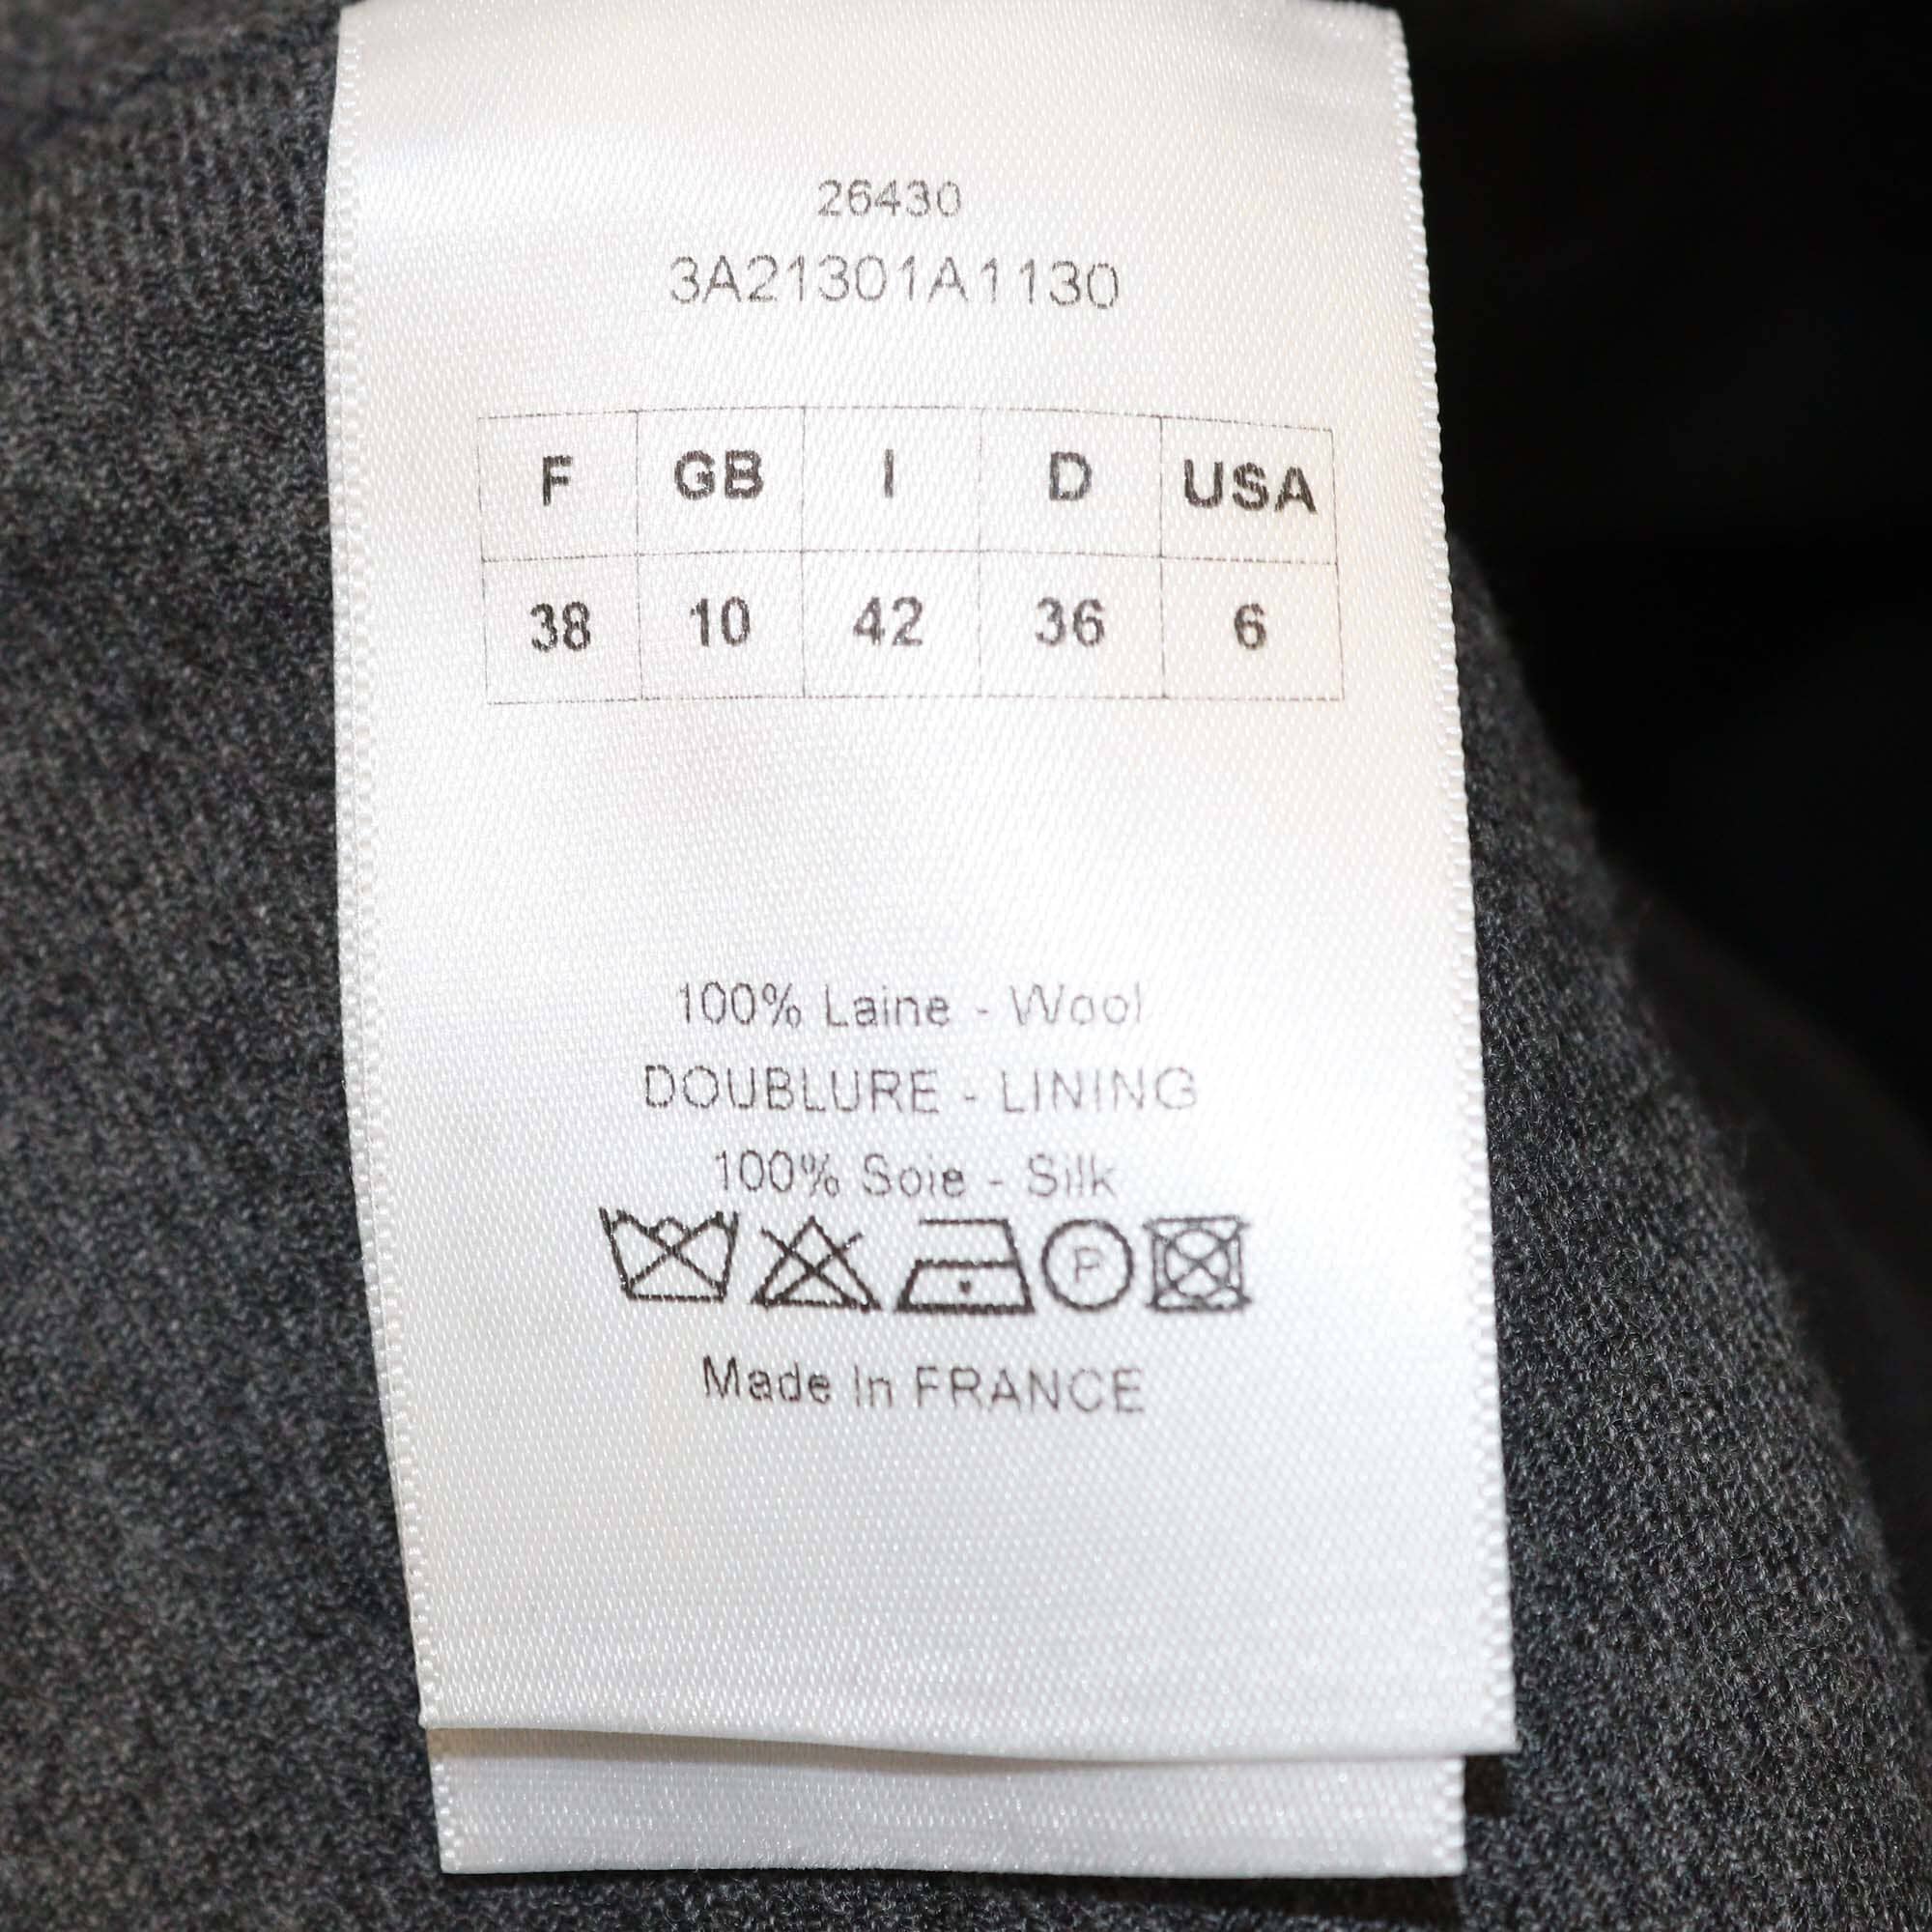 26430
3A21301A1130
F GB I D USA
38 10 42 36 6
100% Laine - Wool
DOUBLURE - LINING
100% Soie - Silk
P
Made In FRANCE